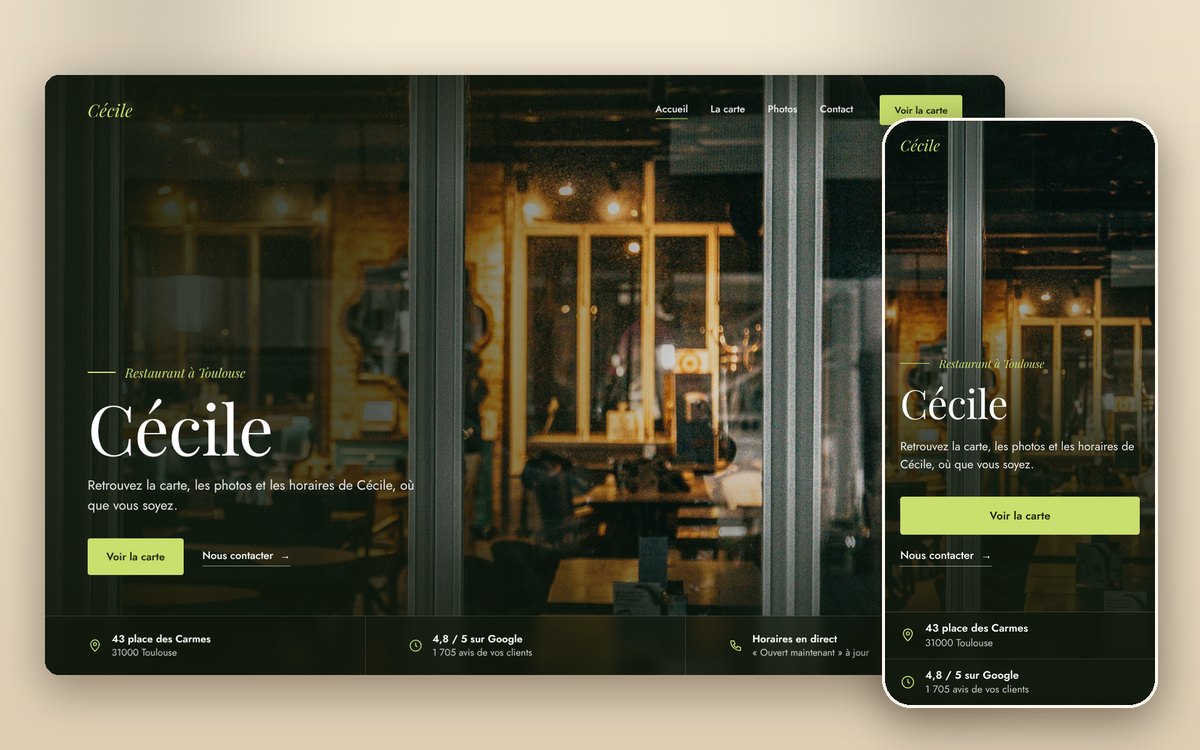 Cécile
Accueil
La carte
Photos
Contact
Voir la carte
Restaurant à Toulouse
Cécile
Retrouvez la carte, les photos et les horaires de Cécile, où
que vous soyez.
Voir la carte
Nous contacter →
43 place des Carmes
31000 Toulouse
4,8 / 5 sur Google
1 705 avis de vos clients
Horaires en direct
« Ouvert maintenant » à jour
Cécile
Restaurant à Toulouse
Cécile
Retrouvez la carte, les photos et les horaires de
Cécile, où que vous soyez.
Voir la carte
Nous contacter →
43 place des Carmes
31000 Toulouse
4,8 / 5 sur Google
1 705 avis de vos clients